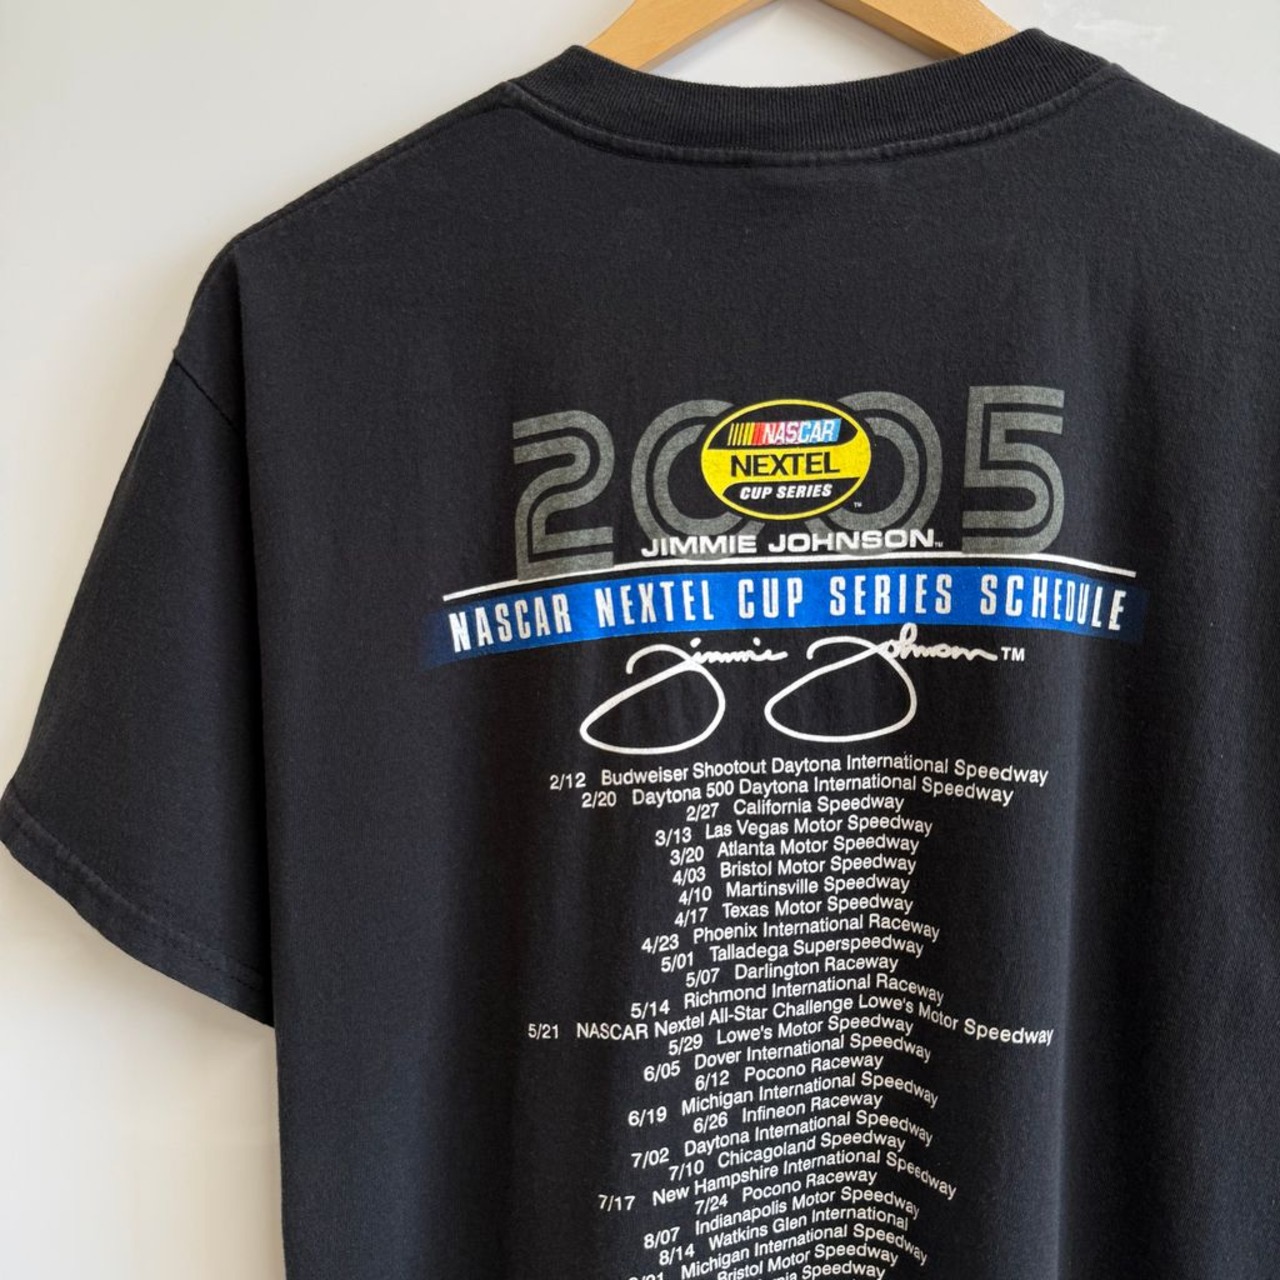 2005
NASCAR
NEXTEL
CUP SERIES
™
JIMMIE JOHNSON™
NASCAR NEXTEL CUP SERIES SCHEDULE
Jimmie Johnson™
2/12 Budweiser Shootout Daytona International Speedway
2/20 Daytona 500 Daytona International Speedway
2/27 California Speedway
3/13 Las Vegas Motor Speedway
3/20 Atlanta Motor Speedway
4/03 Bristol Motor Speedway
4/10 Martinsville Speedway
4/17 Texas Motor Speedway
4/23 Phoenix International Raceway
5/01 Talladega Superspeedway
5/07 Darlington Raceway
5/14 Richmond International Raceway
5/21 NASCAR Nextel All-Star Challenge Lowe's Motor Speedway
5/29 Lowe's Motor Speedway
6/05 Dover International Speedway
6/12 Pocono Raceway
6/19 Michigan International Speedway
6/26 Infineon Raceway
7/02 Daytona International Speedway
7/10 Chicagoland Speedway
7/17 New Hampshire International Speedway
7/24 Pocono Raceway
8/07 Indianapolis Motor Speedway
8/14 Watkins Glen International
Michigan International Speedway
Bristol Motor Speedway
Speedway